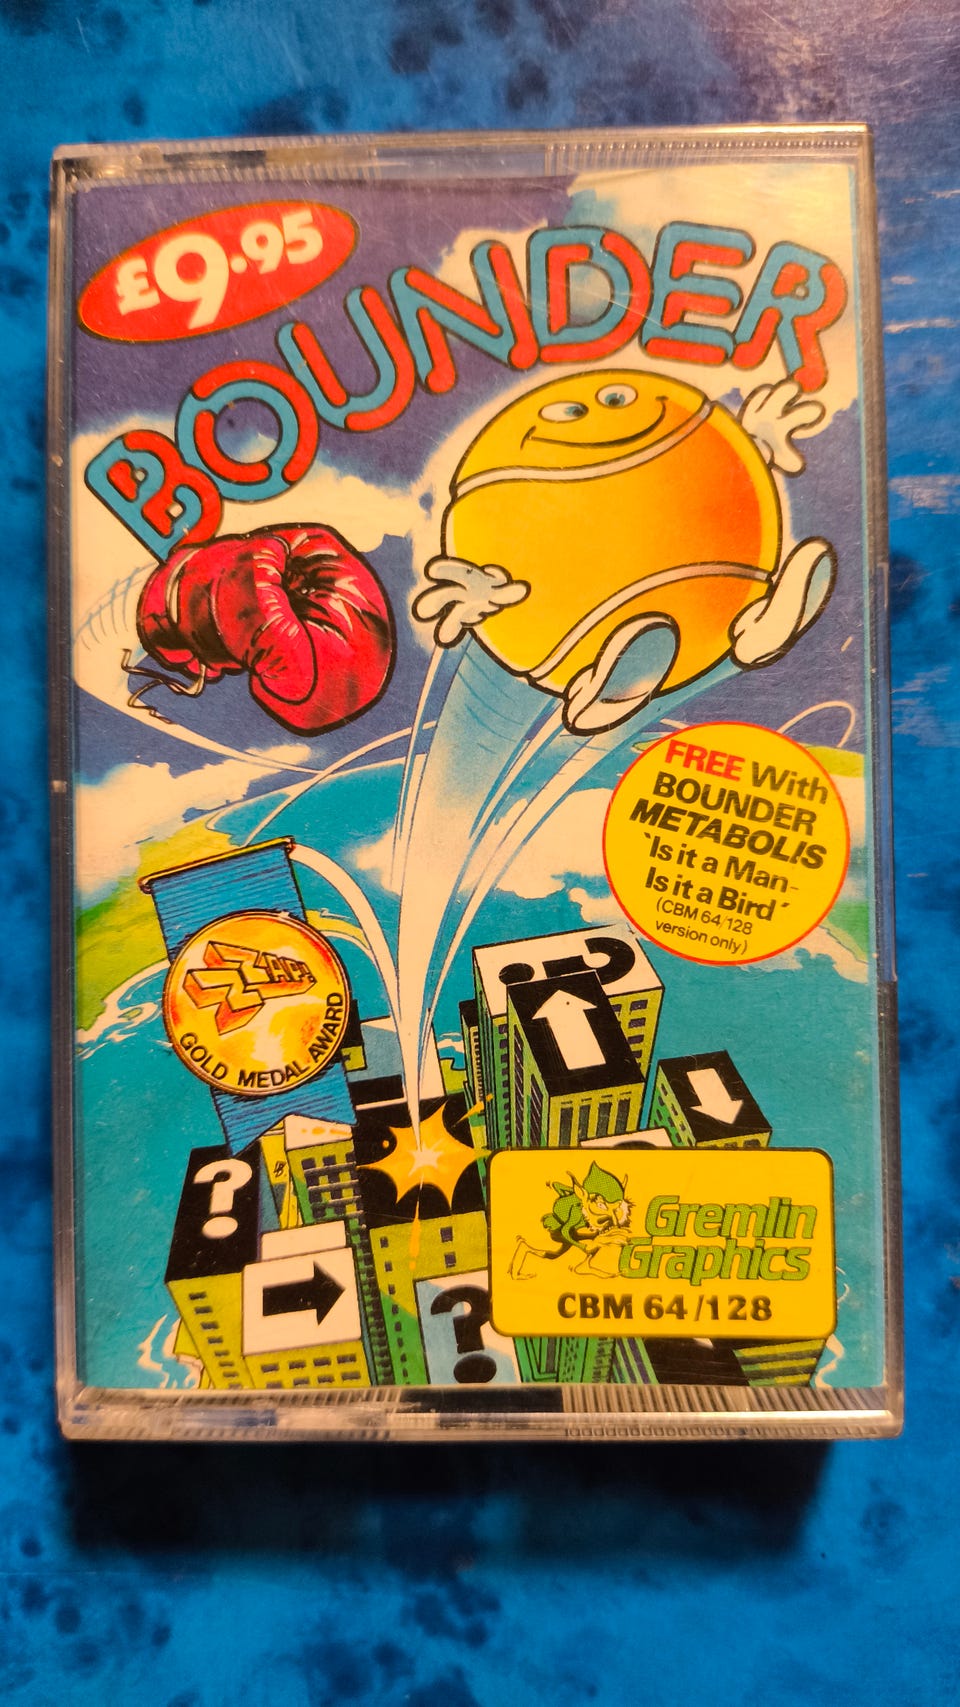 £9.95
BOUNDER
FREE With
BOUNDER
METABOLIS
'Is it a Man-
Is it a Bird'
(CBM 64/128
version only)
ZZAP!
GOLD MEDAL AWARD
?
?
?
Gremlin
Graphics
CBM 64/128